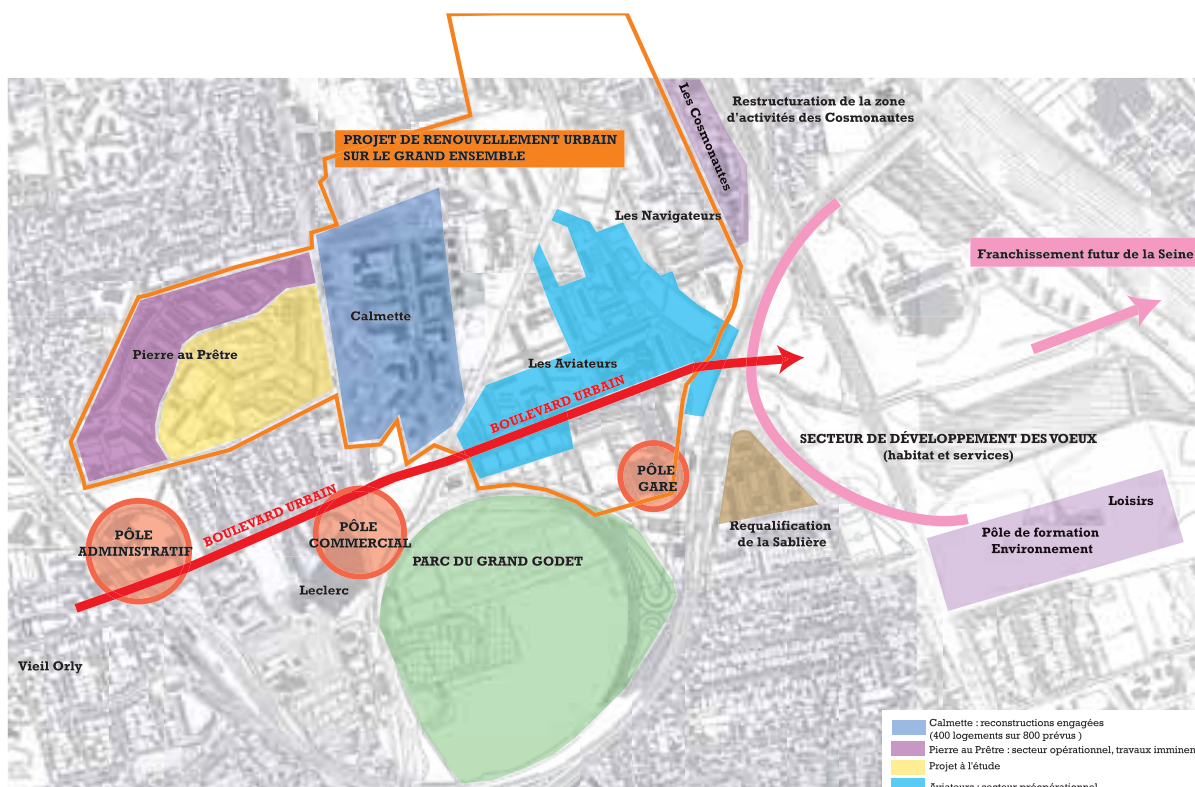 Les Cosmonautes
Restructuration de la zone
d'activités des Cosmonautes
PROJET DE RENOUVELLEMENT URBAIN
SUR LE GRAND ENSEMBLE
Les Navigateurs
Franchissement futur de la Seine
Calmette
Pierre au Prêtre
Les Aviateurs
BOULEVARD URBAIN
SECTEUR DE DÉVELOPPEMENT DES VOEUX
(habitat et services)
PÔLE
GARE
Loisirs
PÔLE
ADMINISTRATIF
BOULEVARD URBAIN
PÔLE
COMMERCIAL
Requalification
de la Sablière
Pôle de formation
Environnement
PARC DU GRAND GODET
Leclerc
Vieil Orly
Calmette : reconstructions engagées
(400 logements sur 800 prévus )
Pierre au Prêtre : secteur opérationnel, travaux imminen
Projet à l'étude
Aviateurs : secteur préopérationnel